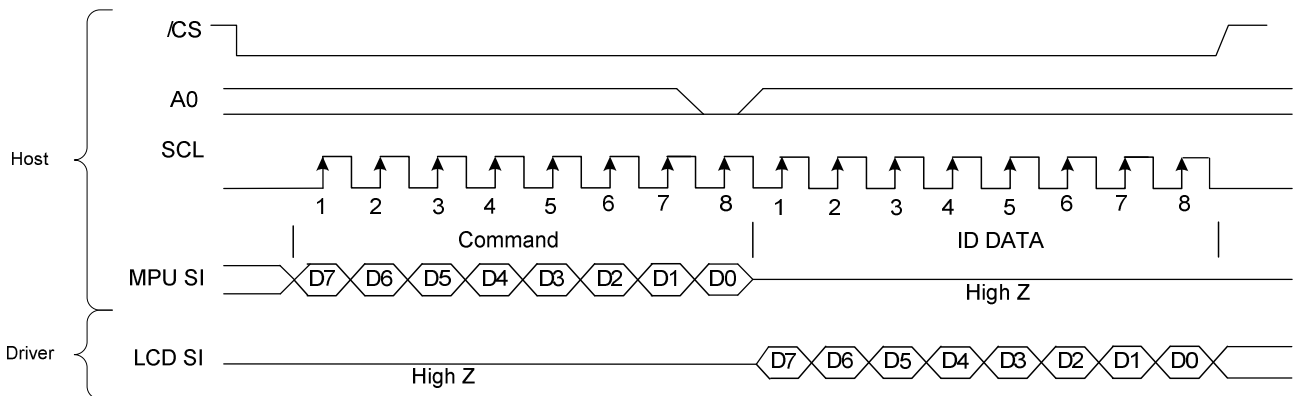 /CS
A0
SCL
Host
1 2 3 4 5 6 7 8 1 2 3 4 5 6 7 8
Command ID DATA
MPU SI D7 D6 D5 D4 D3 D2 D1 D0
High Z
Driver
LCD SI D7 D6 D5 D4 D3 D2 D1 D0
High Z